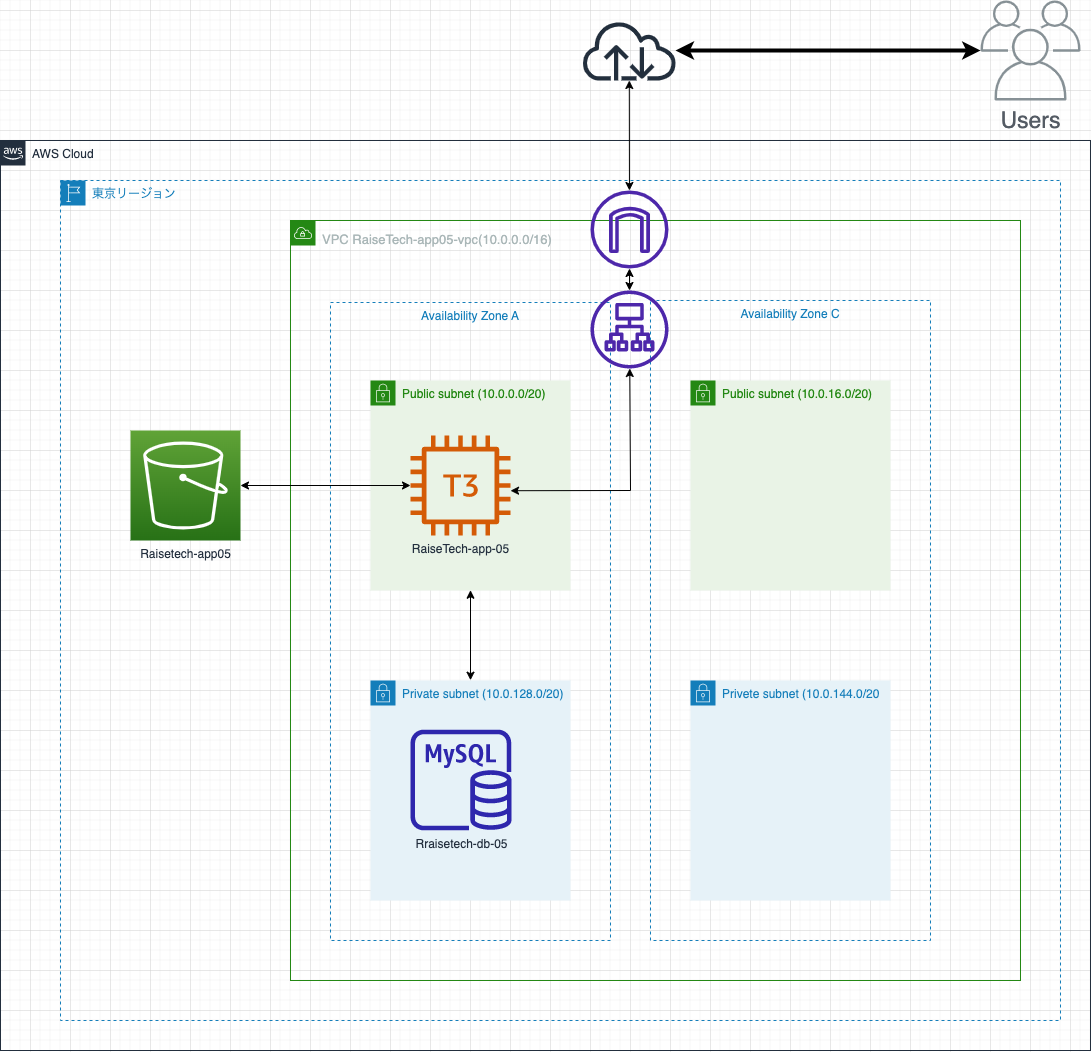 Users
aws
AWS Cloud
東京リージョン
VPC RaiseTech-app05-vpc(10.0.0.0/16)
Availability Zone A
Availability Zone C
Public subnet (10.0.0.0/20)
Public subnet (10.0.16.0/20)
T3
RaiseTech-app-05
Raisetech-app05
Private subnet (10.0.128.0/20)
Privete subnet (10.0.144.0/20
MySQL
Rraisetech-db-05